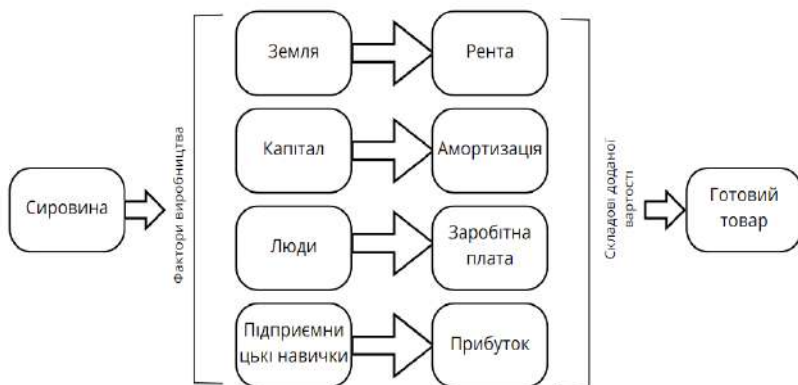 Сировина
Фактори виробництва
Земля
Рента
Капітал
Амортизація
Люди
Заробітна
плата
Підприємни
цькі навички
Прибуток
Складові доданої
вартості
Готовий
товар